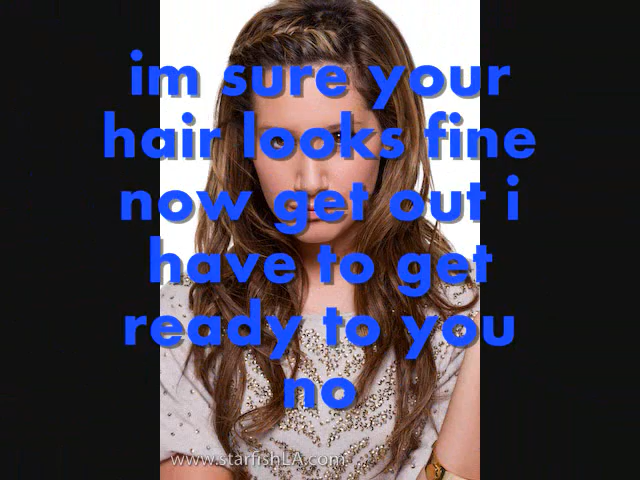 im sure your
hair looks fine
now get out i
have to get
ready to you
no
www.starfishLA.com